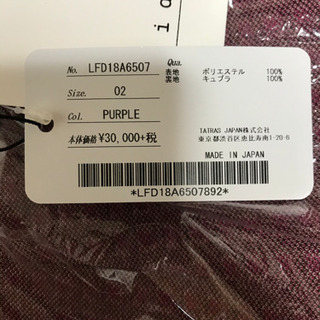 i d
No. LFD18A6507
Size. 02
Col. PURPLE
本体価格 ¥30,000+税
Qua.
表地 ポリエステル 100%
裏地 キュプラ 100%
TATRAS JAPAN株式会社
東京都渋谷区恵比寿南1-20-6
MADE IN JAPAN
*LFD18A6507892*